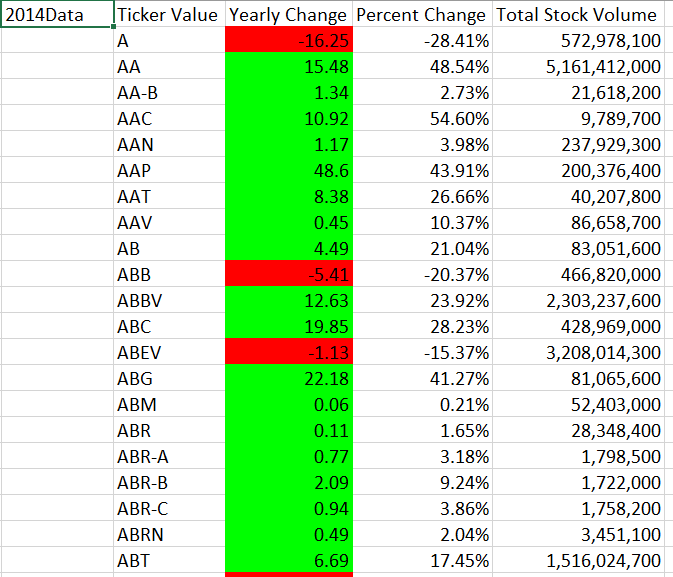 2014Data Ticker Value Yearly Change Percent Change Total Stock Volume
A -16.25 -28.41% 572,978,100
AA 15.48 48.54% 5,161,412,000
AA-B 1.34 2.73% 21,618,200
AAC 10.92 54.60% 9,789,700
AAN 1.17 3.98% 237,929,300
AAP 48.6 43.91% 200,376,400
AAT 8.38 26.66% 40,207,800
AAV 0.45 10.37% 86,658,700
AB 4.49 21.04% 83,051,600
ABB -5.41 -20.37% 466,820,000
ABBV 12.63 23.92% 2,303,237,600
ABC 19.85 28.23% 428,969,000
ABEV -1.13 -15.37% 3,208,014,300
ABG 22.18 41.27% 81,065,600
ABM 0.06 0.21% 52,403,000
ABR 0.11 1.65% 28,348,400
ABR-A 0.77 3.18% 1,798,500
ABR-B 2.09 9.24% 1,722,000
ABR-C 0.94 3.86% 1,758,200
ABRN 0.49 2.04% 3,451,100
ABT 6.69 17.45% 1,516,024,700